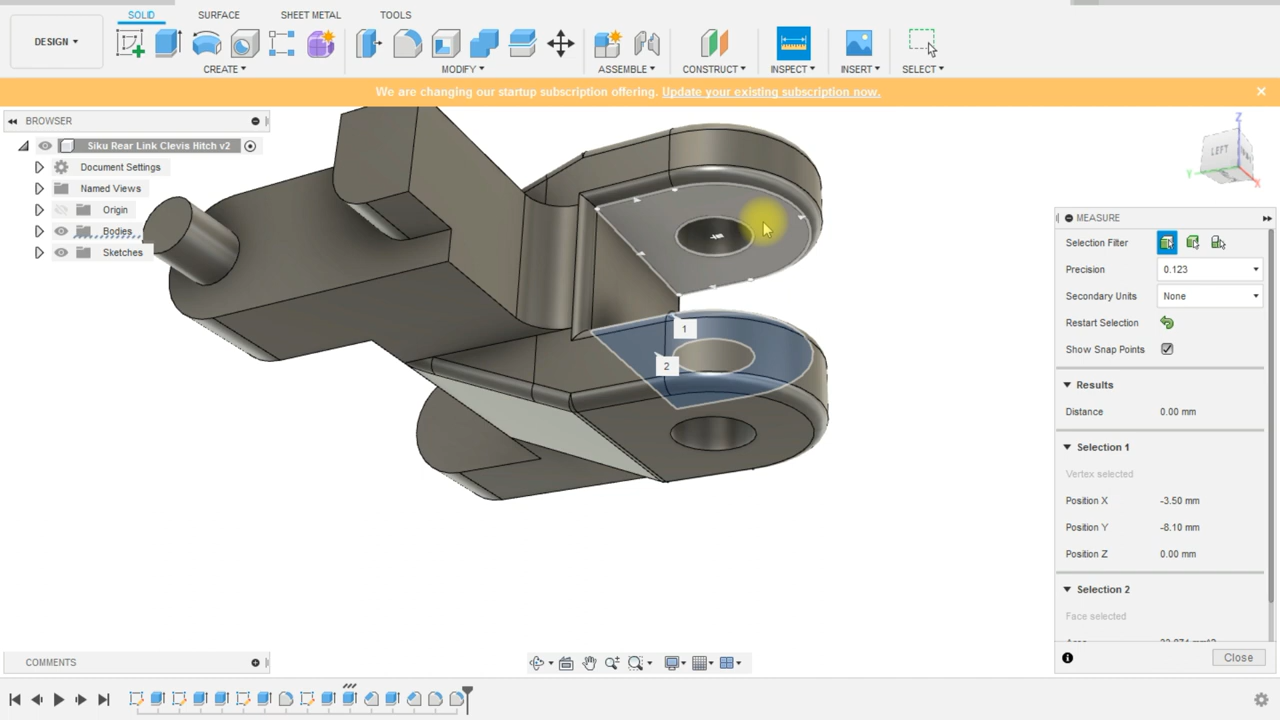 SOLID SURFACE SHEET METAL TOOLS
DESIGN
CREATE MODIFY ASSEMBLE CONSTRUCT INSPECT INSERT SELECT
We are changing our startup subscription offering. Update your existing subscription now.
BROWSER
Siku Rear Link Clevis Hitch v2
Document Settings
Named Views
Origin
Bodies
Sketches
Z
LEFT
Y
X
1
2
MEASURE
Selection Filter
Precision 0.123
Secondary Units None
Restart Selection
Show Snap Points
Results
Distance 0.00 mm
Selection 1
Vertex selected
Position X -3.50 mm
Position Y -8.10 mm
Position Z 0.00 mm
Selection 2
Face selected
Close
COMMENTS